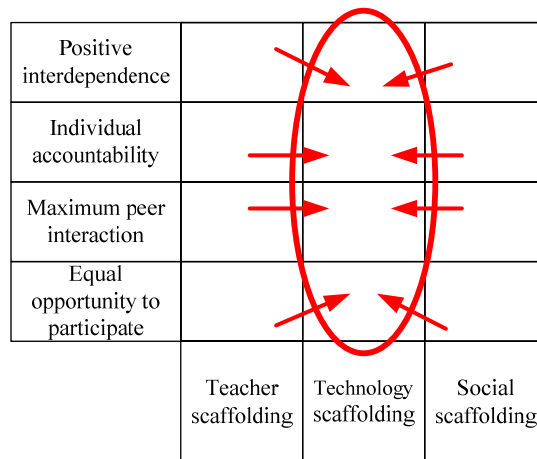 Positive
interdependence
Individual
accountability
Maximum peer
interaction
Equal
opportunity to
participate
Teacher
scaffolding
Technology
scaffolding
Social
scaffolding